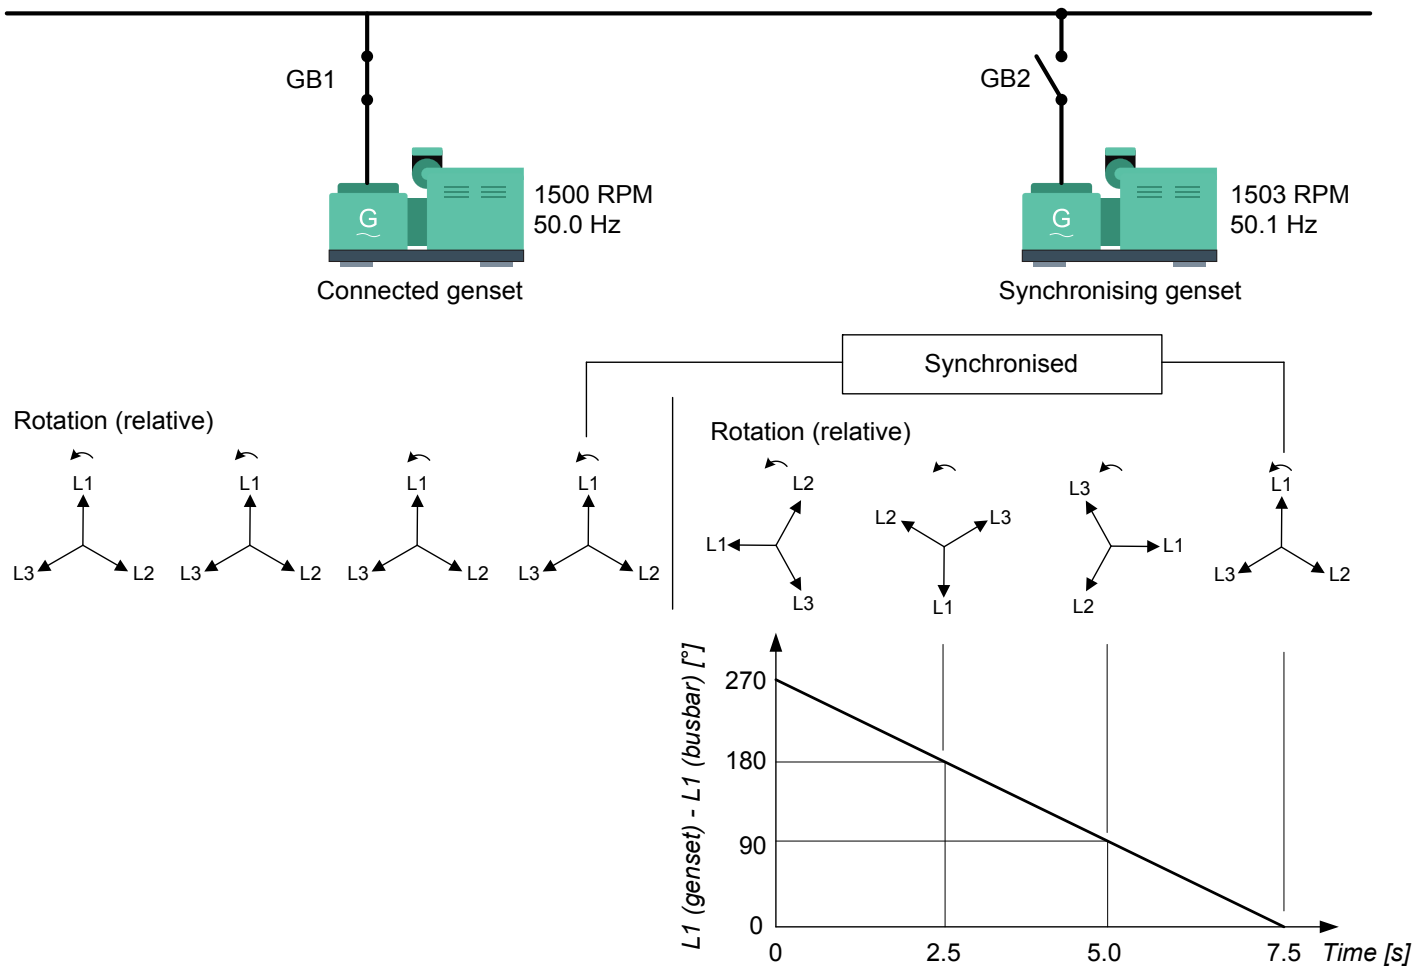 GB1
GB2
G
1500 RPM
50.0 Hz
G
1503 RPM
50.1 Hz
Connected genset
Synchronising genset
Synchronised
Rotation (relative)
L1
L3
L2
L1
L3
L2
L1
L3
L2
L1
L3
L2
Rotation (relative)
L2
L1
L3
L2
L3
L1
L3
L1
L2
L1
L3
L2
L1 (genset) - L1 (busbar) [°]
270
180
90
0
0
2.5
5.0
7.5
Time [s]